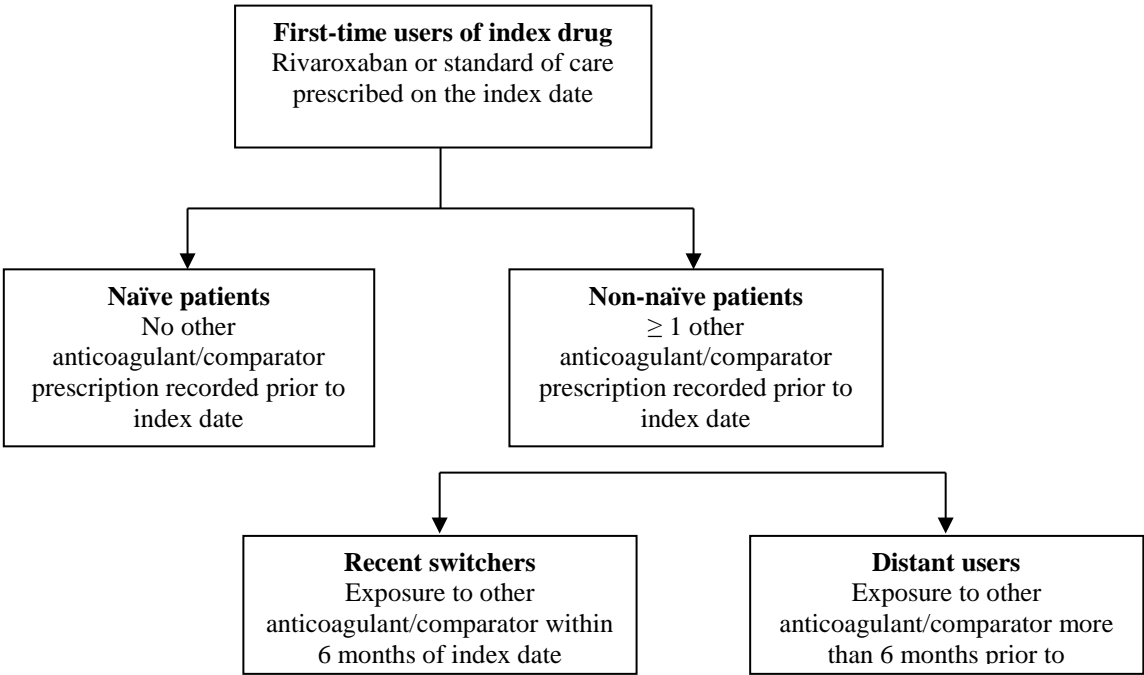 First-time users of index drug
Rivaroxaban or standard of care
prescribed on the index date
Naïve patients
No other
anticoagulant/comparator
prescription recorded prior to
index date
Non-naïve patients
≥ 1 other
anticoagulant/comparator
prescription recorded prior to
index date
Recent switchers
Exposure to other
anticoagulant/comparator within
6 months of index date
Distant users
Exposure to other
anticoagulant/comparator more
than 6 months prior to